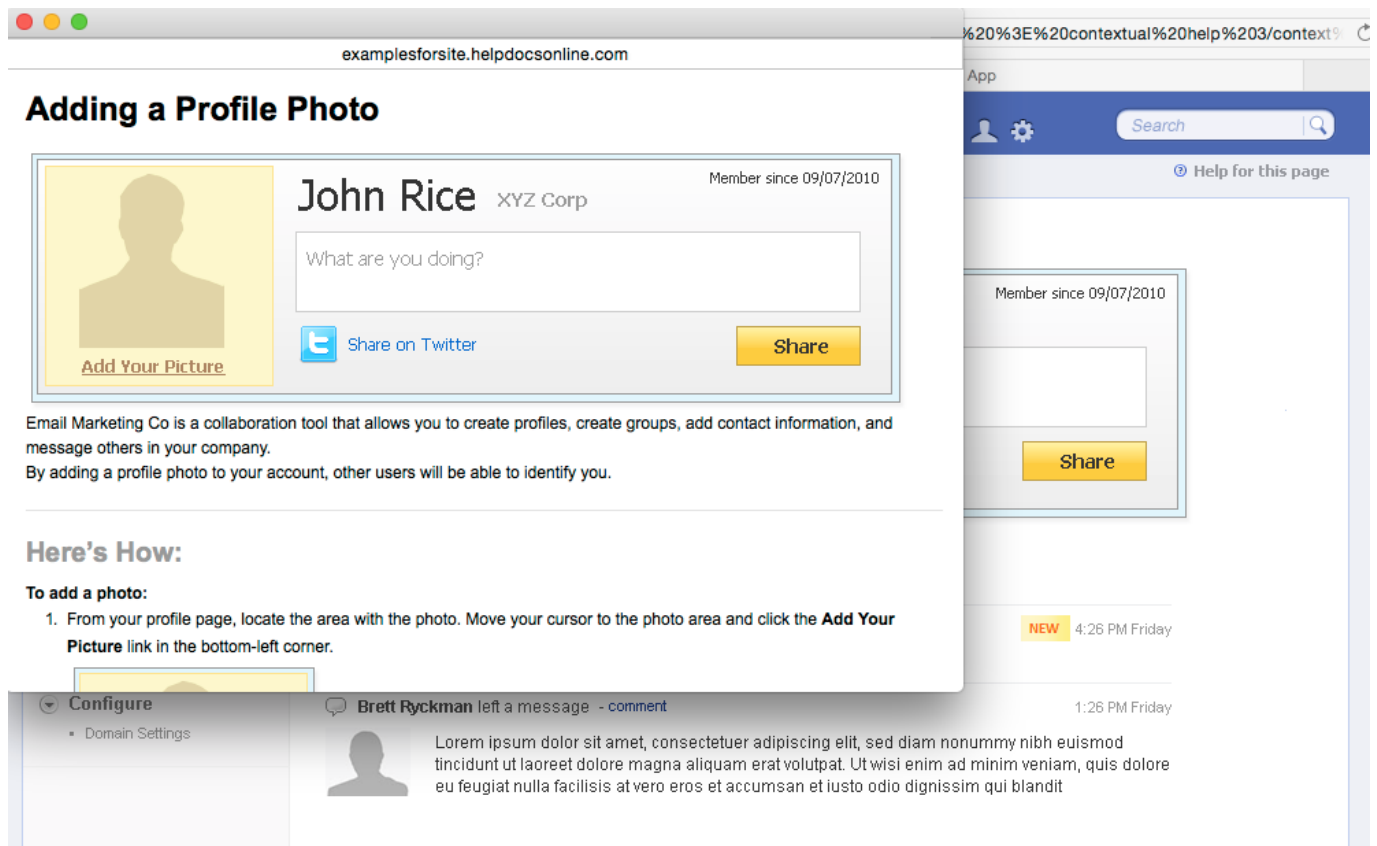 examplesforsite.helpdocsonline.com
Adding a Profile Photo
John Rice XYZ Corp
Member since 09/07/2010
What are you doing?
Add Your Picture
Share on Twitter
Share
Email Marketing Co is a collaboration tool that allows you to create profiles, create groups, add contact information, and
message others in your company.
By adding a profile photo to your account, other users will be able to identify you.
Here's How:
To add a photo:
1. From your profile page, locate the area with the photo. Move your cursor to the photo area and click the Add Your
Picture link in the bottom-left corner.
%20%3E%20contextual%20help%203/context%
App
Search
Help for this page
Member since 09/07/2010
Share
NEW 4:26 PM Friday
Configure
• Domain Settings
Brett Ryckman left a message - comment
1:26 PM Friday
Lorem ipsum dolor sit amet, consectetuer adipiscing elit, sed diam nonummy nibh euismod
tincidunt ut laoreet dolore magna aliquam erat volutpat. Ut wisi enim ad minim veniam, quis dolore
eu feugiat nulla facilisis at vero eros et accumsan et iusto odio dignissim qui blandit